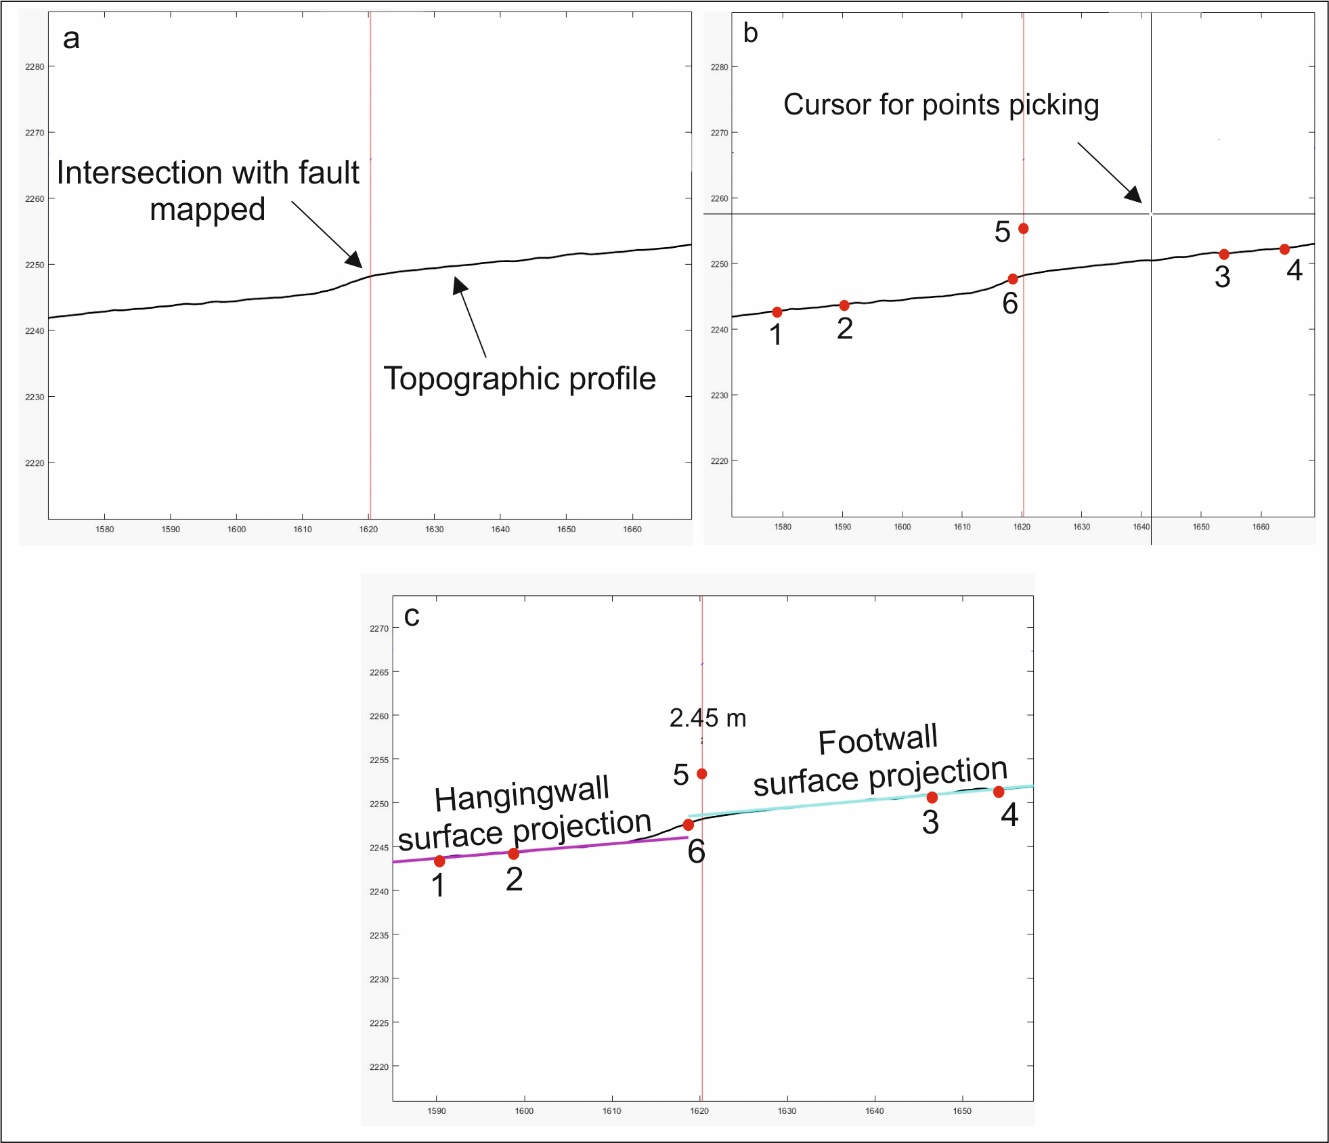 a
2280
2270
2260
2250
2240
2230
2220
1580 1590 1600 1610 1620 1630 1640 1650 1660
Intersection with fault
mapped
Topographic profile
b
2280
2270
2260
2250
2240
2230
2220
1580 1590 1600 1610 1620 1630 1640 1650 1660
Cursor for points picking
5
6
1
2
3
4
c
2270
2265
2260
2255
2250
2245
2240
2235
2230
2225
2220
1590 1600 1610 1620 1630 1640 1650
2.45 m
5
Footwall
surface projection
Hangingwall
surface projection
1
2
6
3
4